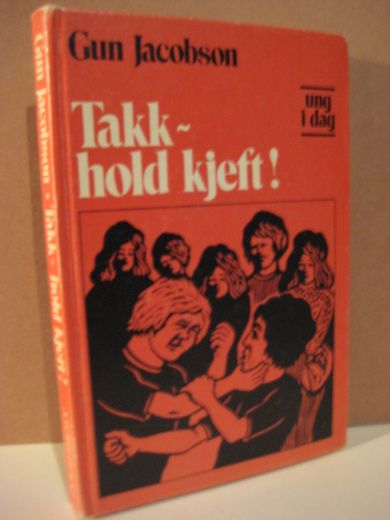 Gun Jacobson
ung
i dag
Takk~
hold kjeft!
Gun Jacobson - Takk - hold kjeft!